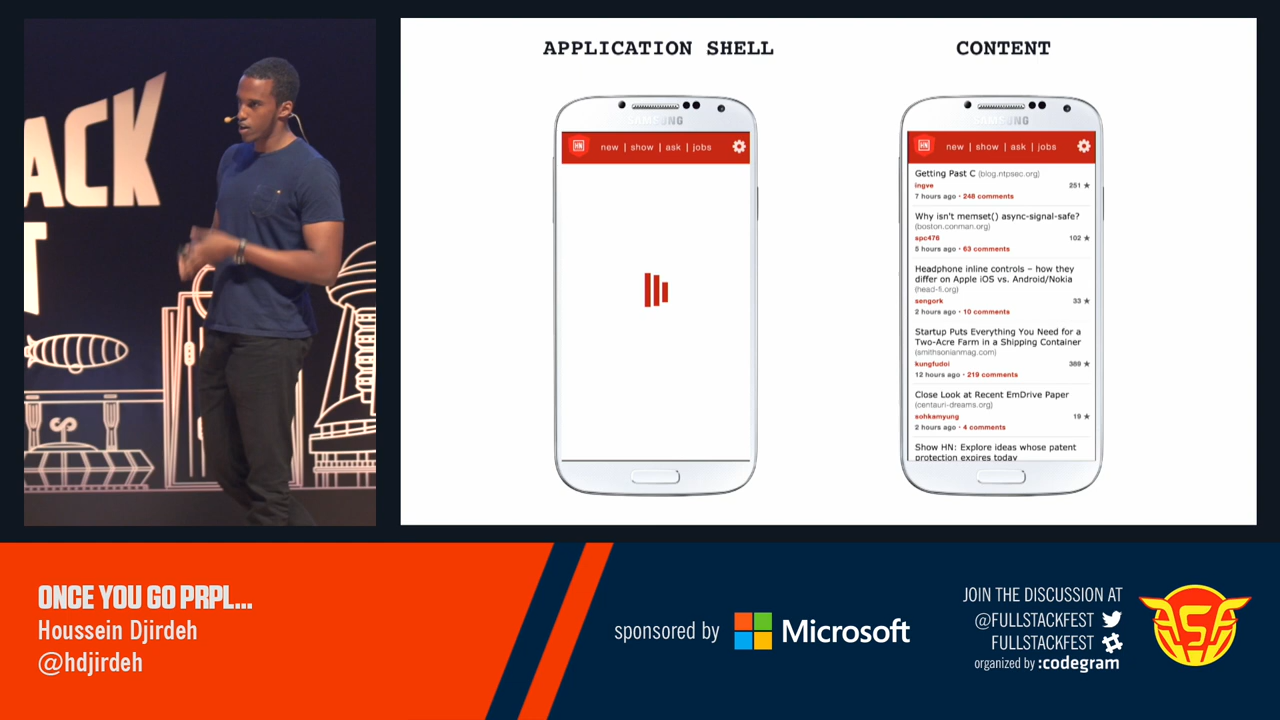 ACK
T
APPLICATION SHELL
CONTENT
SAMSUNG
HN new | show | ask | jobs
SAMSUNG
HN new | show | ask | jobs
Getting Past C (blog.ntpsec.org)
ingve 251 ★
7 hours ago · 248 comments
Why isn't memset() async-signal-safe?
(boston.conman.org)
spc476 102 ★
5 hours ago · 63 comments
Headphone inline controls – how they
differ on Apple iOS vs. Android/Nokia
(head-fi.org)
sengork 33 ★
2 hours ago · 10 comments
Startup Puts Everything You Need for a
Two-Acre Farm in a Shipping Container
(smithsonianmag.com)
kungfudoi 389 ★
12 hours ago · 219 comments
Close Look at Recent EmDrive Paper
(centauri-dreams.org)
sohkamyung 19 ★
2 hours ago · 4 comments
Show HN: Explore ideas whose patent
protection expires today
ONCE YOU GO PRPL...
Houssein Djirdeh
@hdjirdeh
sponsored by Microsoft
JOIN THE DISCUSSION AT
@FULLSTACKFEST
FULLSTACKFEST
organized by :codegram
FSF